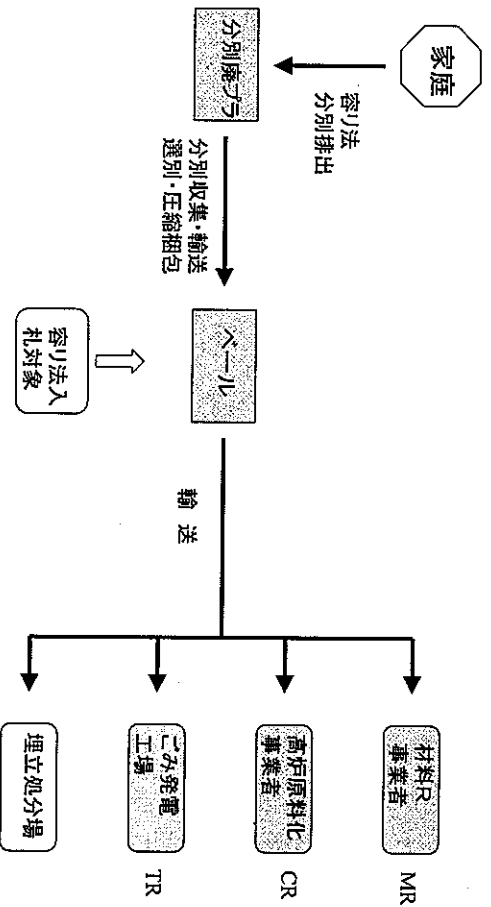 家庭
容リ法
分別排出
分別廃プラ
分別収集・輸送
選別・圧縮梱包
ベール
容リ法入
札対象
輸 送
材料R
事業者
MR
高炉原料化
事業者
CR
ごみ発電
工場
TR
埋立処分場